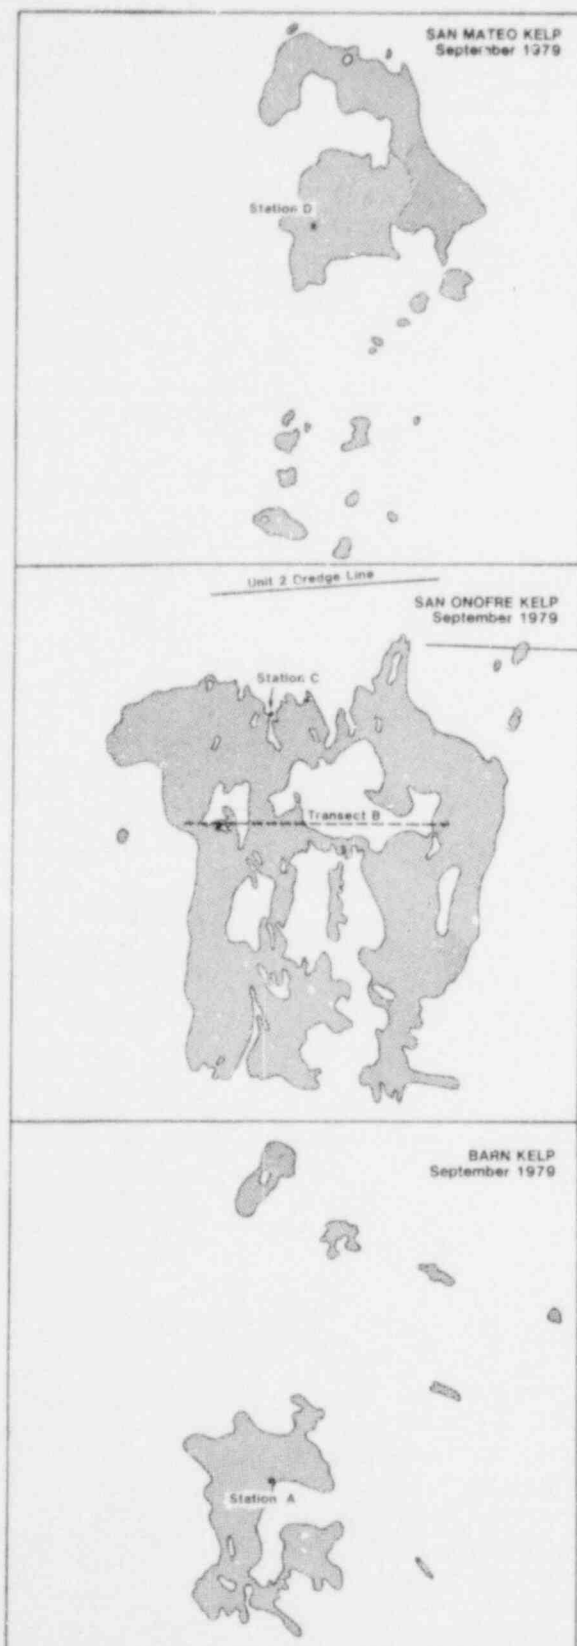 SAN MATEO KELP
September 1979
Station D
Unit 2 Dredge Line
SAN ONOFRE KELP
September 1979
Station C
Transect B
BARN KELP
September 1979
Station A